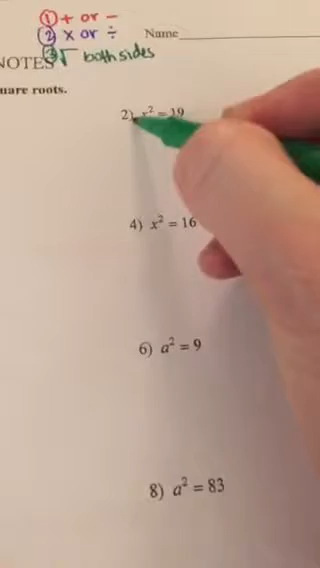 ① + or −
② × or ÷
③ √ both sides
Name
NOTES
uare roots.
2) x² = 19
4) x² = 16
6) a² = 9
8) a² = 83